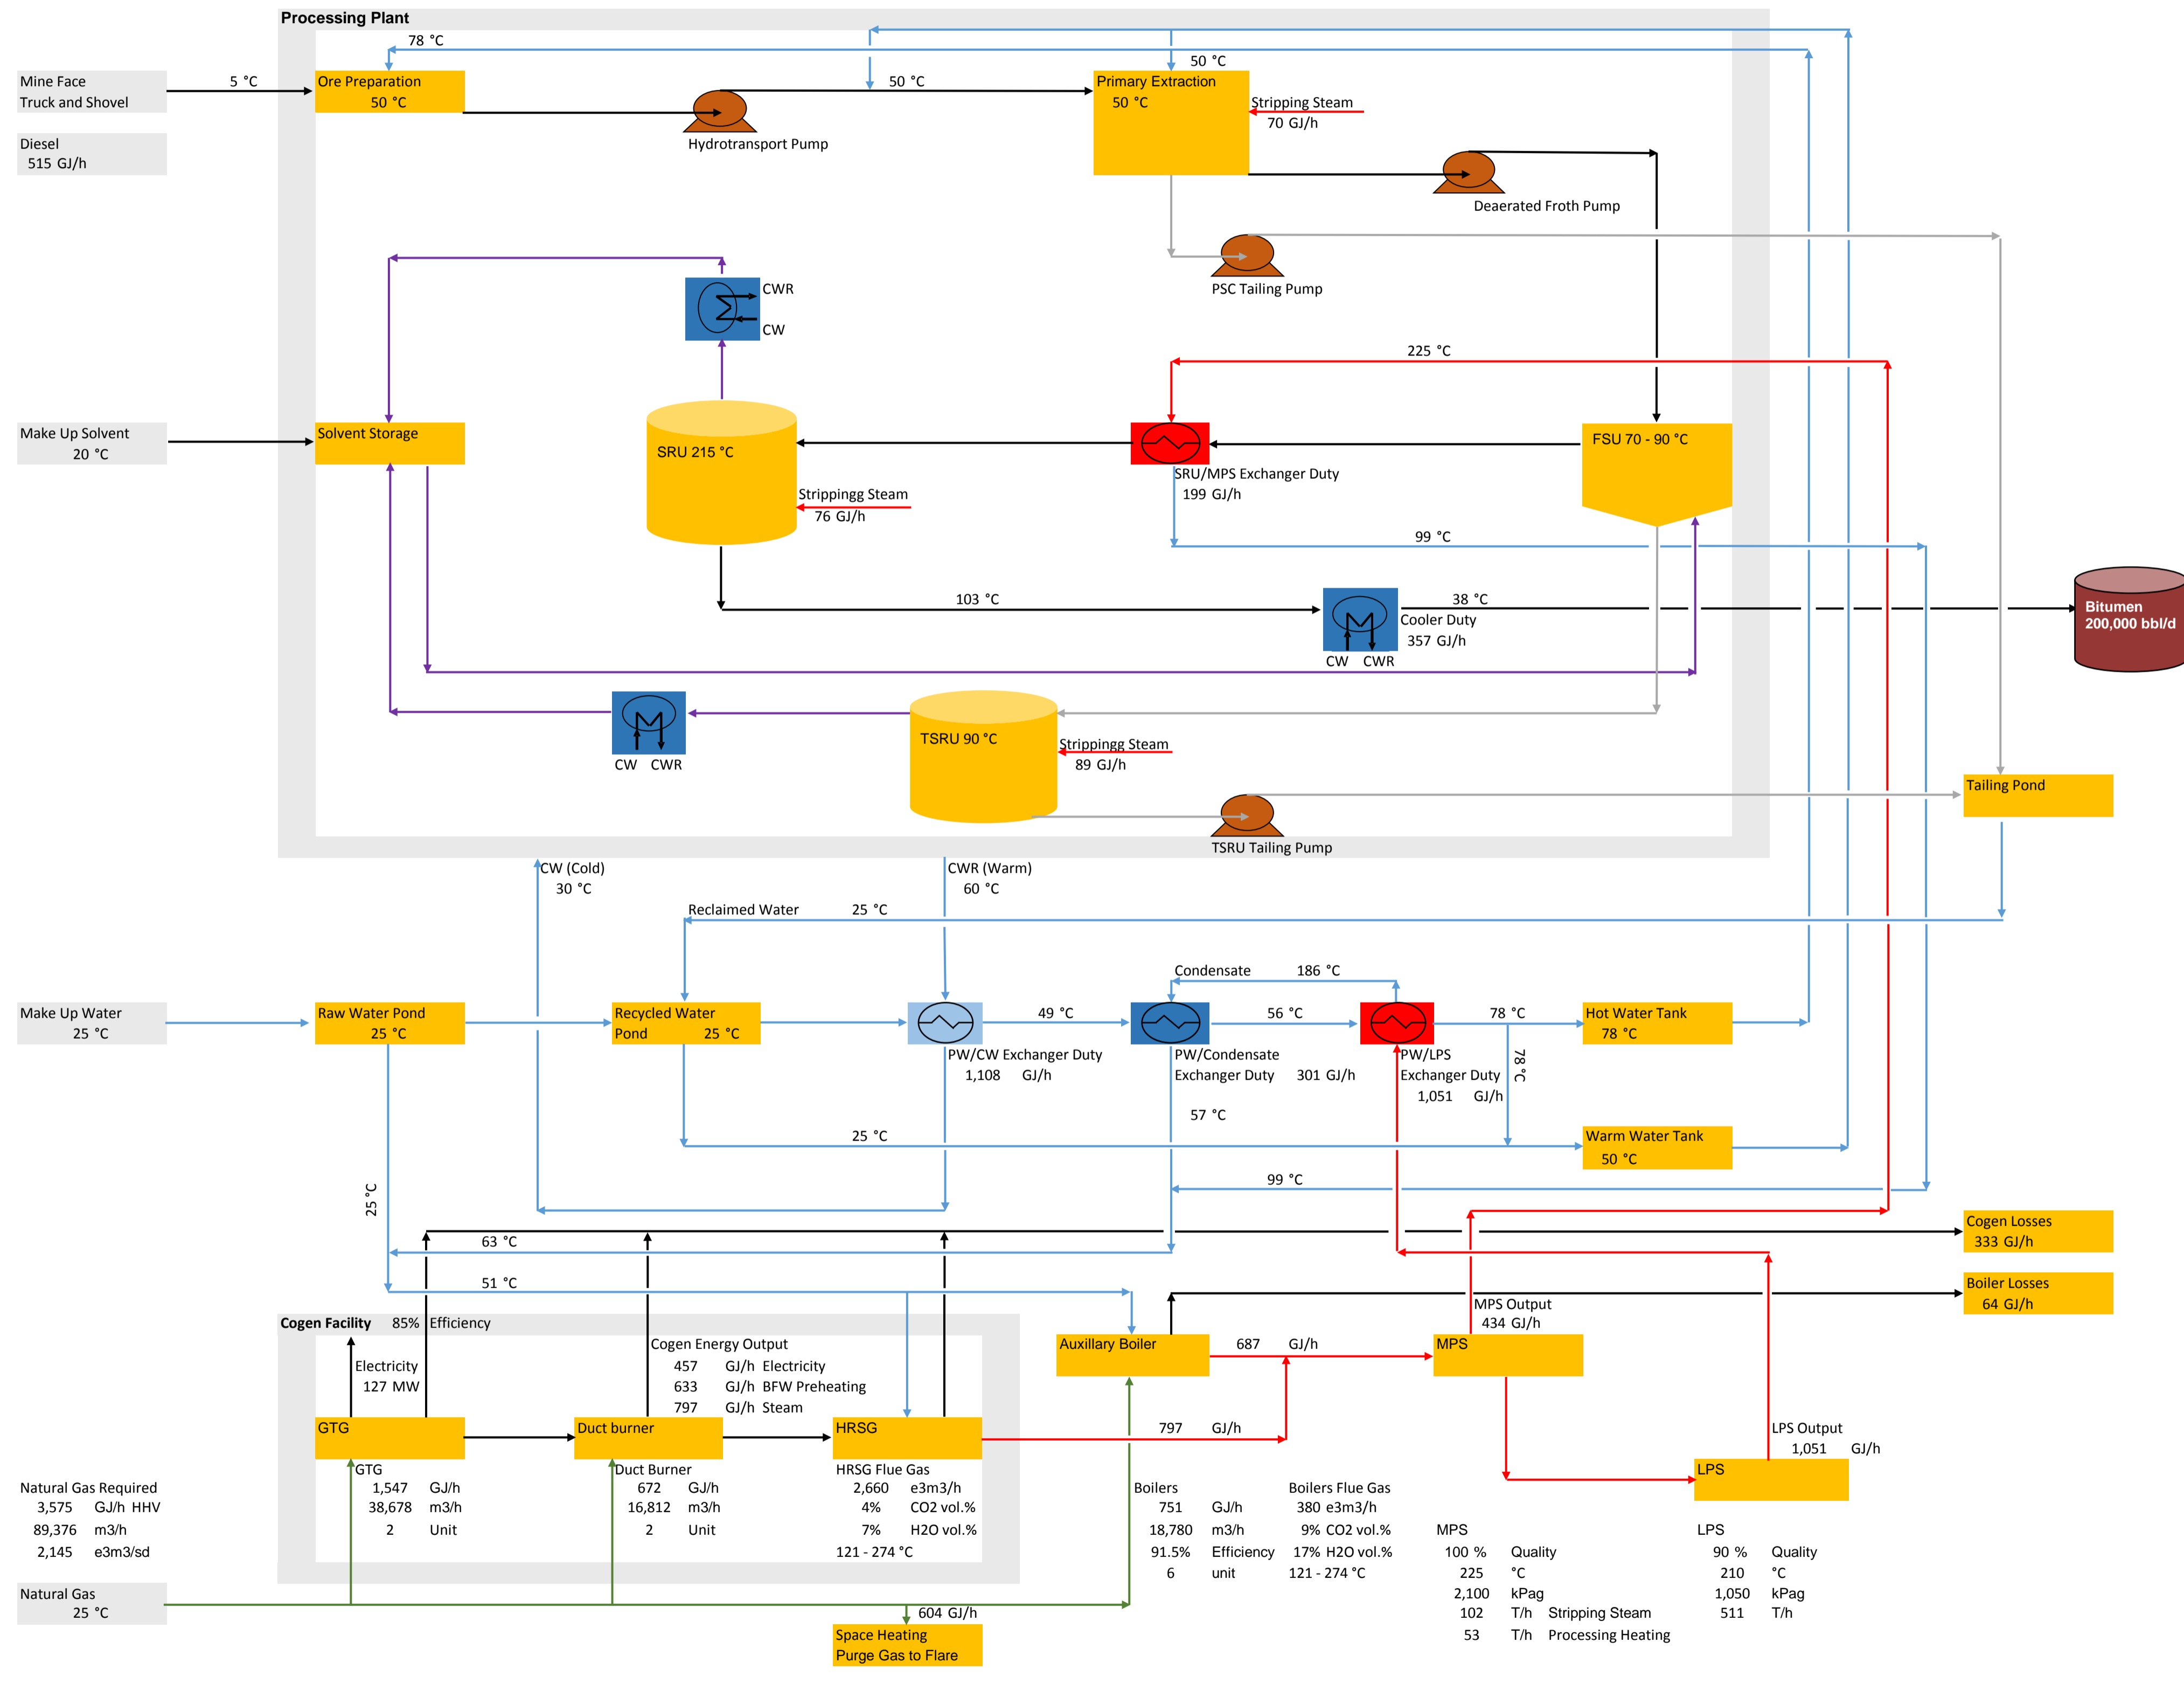 Processing Plant
78 °C
50 °C
Mine Face
Truck and Shovel
5 °C
Ore Preparation
50 °C
50 °C
Primary Extraction
50 °C
Stripping Steam
70 GJ/h
Diesel
515 GJ/h
Hydrotransport Pump
Deaerated Froth Pump
PSC Tailing Pump
CWR
CW
225 °C
Make Up Solvent
20 °C
Solvent Storage
SRU 215 °C
FSU 70 - 90 °C
SRU/MPS Exchanger Duty
199 GJ/h
Strippingg Steam
76 GJ/h
99 °C
103 °C
38 °C
Cooler Duty
357 GJ/h
CW CWR
Bitumen
200,000 bbl/d
TSRU 90 °C
Strippingg Steam
89 GJ/h
CW CWR
Tailing Pond
TSRU Tailing Pump
CW (Cold)
30 °C
CWR (Warm)
60 °C
Reclaimed Water 25 °C
Condensate 186 °C
Make Up Water
25 °C
Raw Water Pond
25 °C
Recycled Water
Pond 25 °C
49 °C
56 °C
78 °C
Hot Water Tank
78 °C
78 °C
PW/CW Exchanger Duty
1,108 GJ/h
PW/Condensate
Exchanger Duty 301 GJ/h
PW/LPS
Exchanger Duty
1,051 GJ/h
57 °C
25 °C
Warm Water Tank
50 °C
25 °C
99 °C
Cogen Losses
333 GJ/h
63 °C
51 °C
Boiler Losses
64 GJ/h
Cogen Facility 85% Efficiency
MPS Output
434 GJ/h
Electricity
127 MW
Cogen Energy Output
457 GJ/h Electricity
633 GJ/h BFW Preheating
797 GJ/h Steam
Auxillary Boiler
687 GJ/h
MPS
GTG
Duct burner
HRSG
797 GJ/h
LPS Output
1,051 GJ/h
LPS
Natural Gas Required
3,575 GJ/h HHV
89,376 m3/h
2,145 e3m3/sd
GTG
1,547 GJ/h
38,678 m3/h
2 Unit
Duct Burner
672 GJ/h
16,812 m3/h
2 Unit
HRSG Flue Gas
2,660 e3m3/h
4% CO2 vol.%
7% H2O vol.%
121 - 274 °C
Boilers
751 GJ/h
18,780 m3/h
91.5% Efficiency
6 unit
Boilers Flue Gas
380 e3m3/h
9% CO2 vol.%
17% H2O vol.%
121 - 274 °C
MPS
100 % Quality
225 °C
2,100 kPag
102 T/h Stripping Steam
53 T/h Processing Heating
LPS
90 % Quality
210 °C
1,050 kPag
511 T/h
Natural Gas
25 °C
604 GJ/h
Space Heating
Purge Gas to Flare